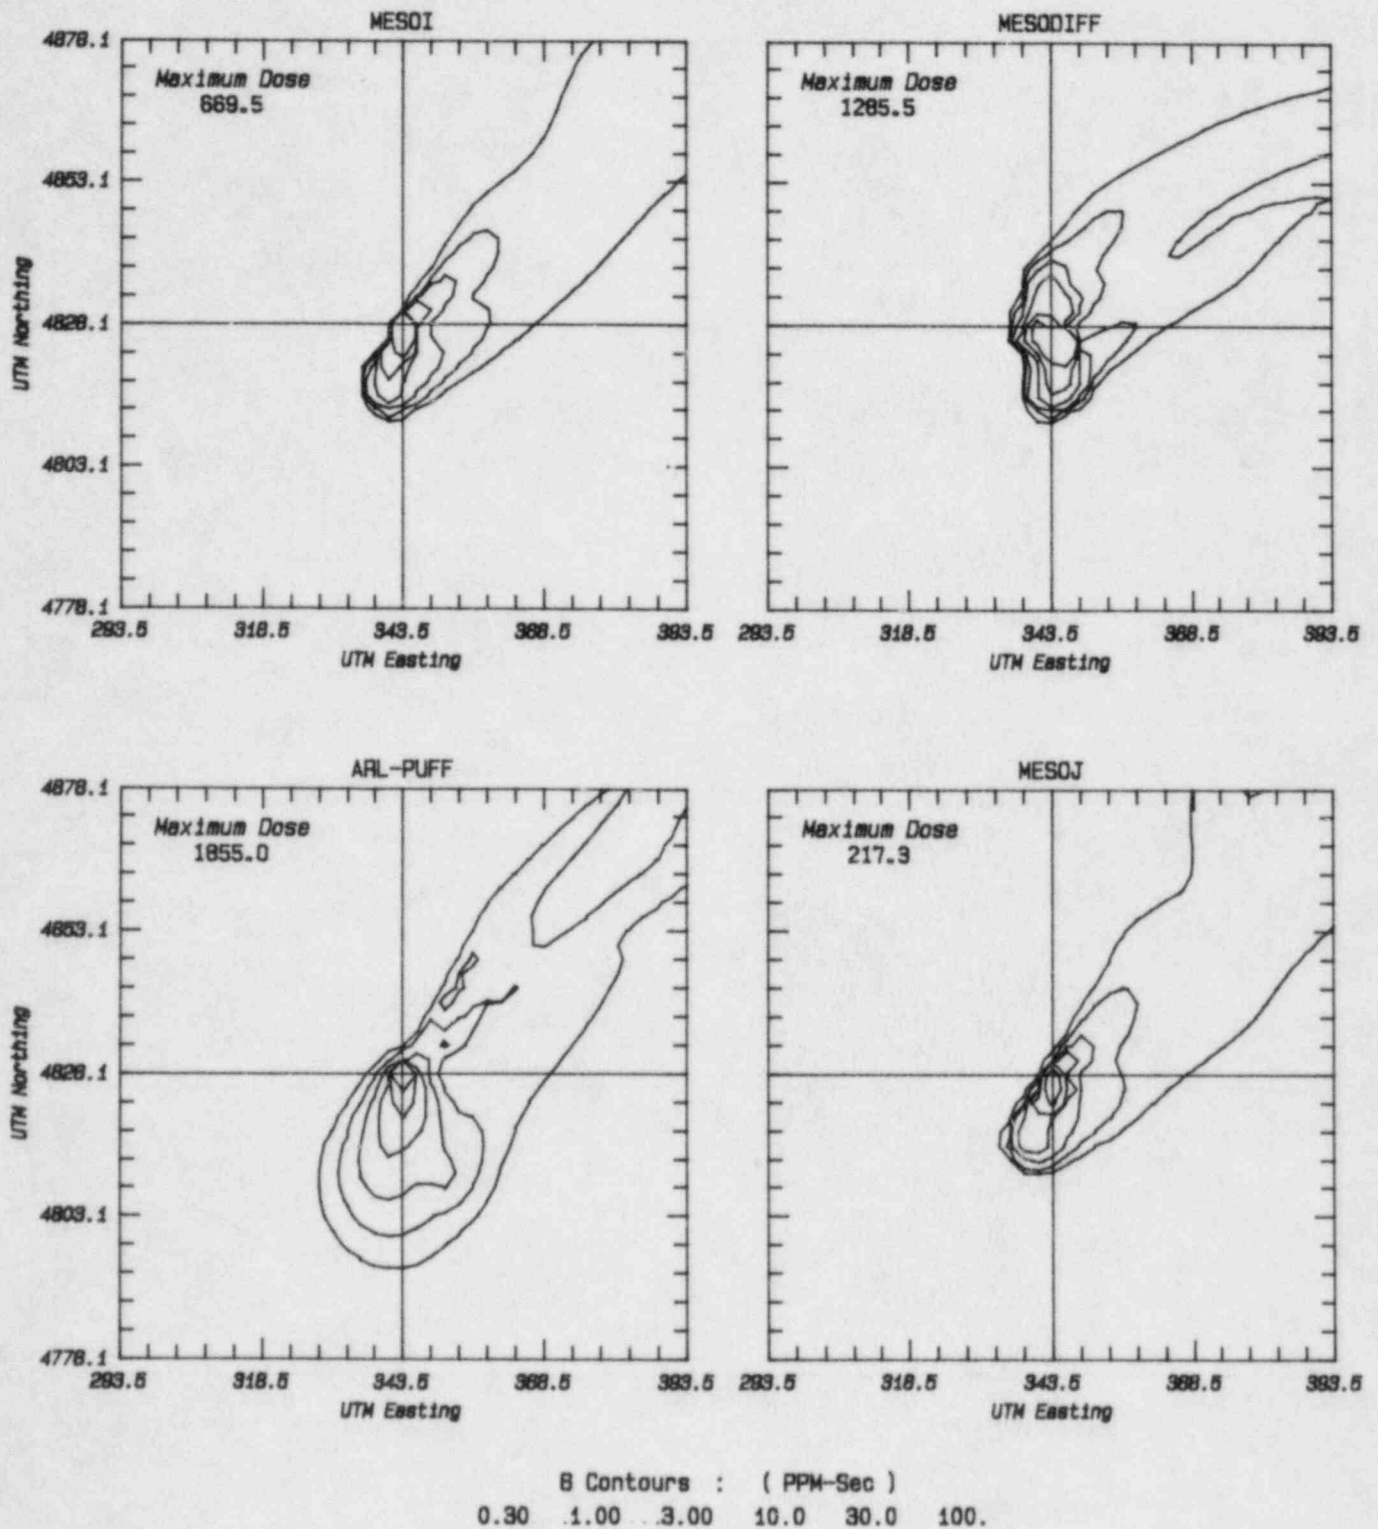 MESOI
Maximum Dose
669.5
4878.1
4853.1
4828.1
4803.1
4778.1
UTM Northing
293.5 318.5 343.5 368.5 393.5
UTM Easting
MESODIFF
Maximum Dose
1285.5
293.5 318.5 343.5 368.5 393.5
UTM Easting
ARL-PUFF
Maximum Dose
1855.0
4878.1
4853.1
4828.1
4803.1
4778.1
UTM Northing
293.5 318.5 343.5 368.5 393.5
UTM Easting
MESOJ
Maximum Dose
217.3
293.5 318.5 343.5 368.5 393.5
UTM Easting
6 Contours : ( PPM-Sec )
0.30 1.00 3.00 10.0 30.0 100.